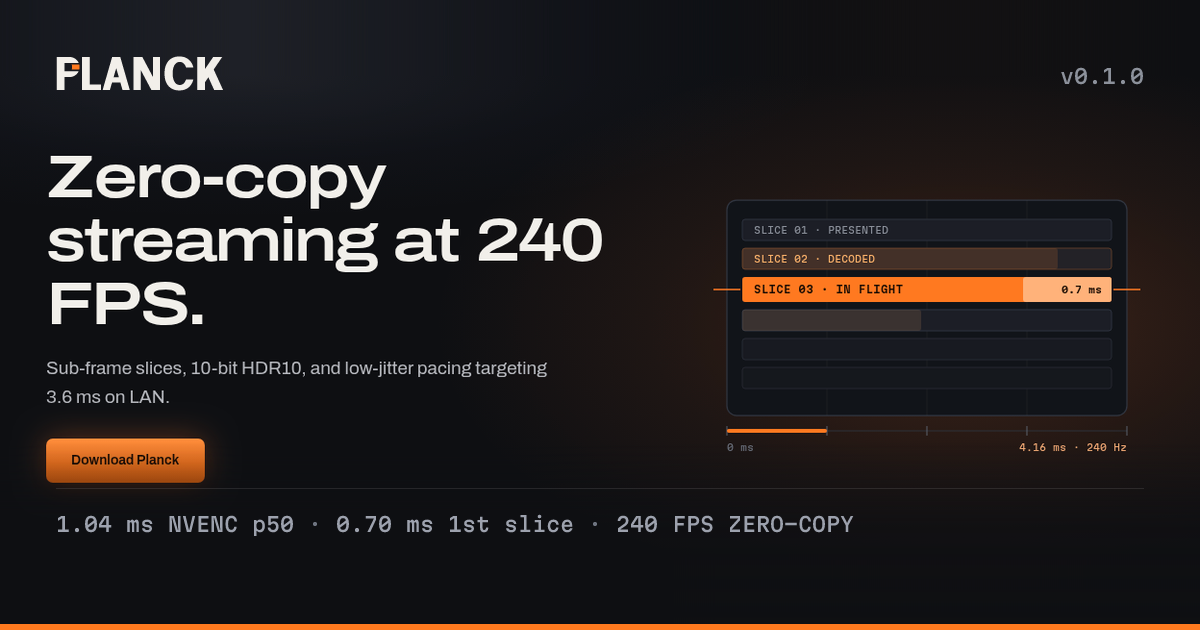 PLANCK
v0.1.0
Zero-copy
streaming at 240
FPS.
Sub-frame slices, 10-bit HDR10, and low-jitter pacing targeting
3.6 ms on LAN.
Download Planck
SLICE 01 · PRESENTED
SLICE 02 · DECODED
SLICE 03 · IN FLIGHT 0.7 ms
0 ms 4.16 ms · 240 Hz
1.04 ms NVENC p50 · 0.70 ms 1st slice · 240 FPS ZERO-COPY